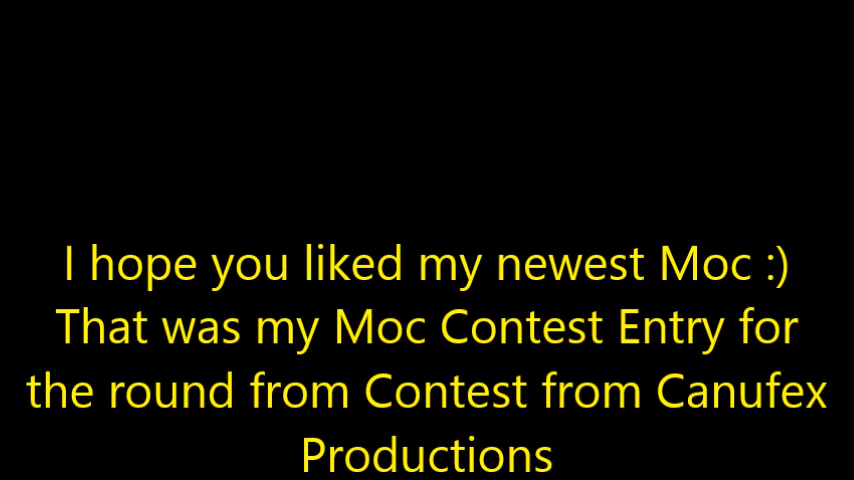 I hope you liked my newest Moc :)
That was my Moc Contest Entry for
the round from Contest from Canufex
Productions